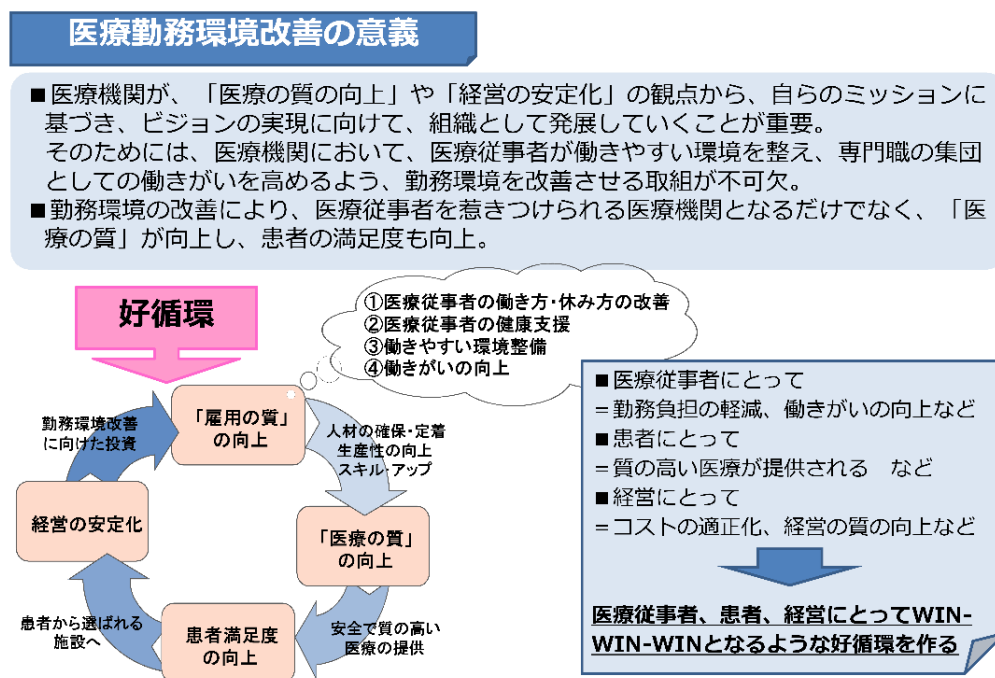 医療勤務環境改善の意義
■医療機関が、「医療の質の向上」や「経営の安定化」の観点から、自らのミッションに
基づき、ビジョンの実現に向けて、組織として発展していくことが重要。
そのためには、医療機関において、医療従事者が働きやすい環境を整え、専門職の集団
としての働きがいを高めるよう、勤務環境を改善させる取組が不可欠。
■勤務環境の改善により、医療従事者を惹きつけられる医療機関となるだけでなく、「医
療の質」が向上し、患者の満足度も向上。
好循環
①医療従事者の働き方・休み方の改善
②医療従事者の健康支援
③働きやすい環境整備
④働きがいの向上
「雇用の質」
の向上
人材の確保・定着
生産性の向上
スキル・アップ
「医療の質」
の向上
安全で質の高い
医療の提供
患者満足度
の向上
患者から選ばれる
施設へ
経営の安定化
勤務環境改善
に向けた投資
■医療従事者にとって
＝勤務負担の軽減、働きがいの向上など
■患者にとって
＝質の高い医療が提供される　など
■経営にとって
＝コストの適正化、経営の質の向上など
医療従事者、患者、経営にとってWIN-
WIN-WINとなるような好循環を作る